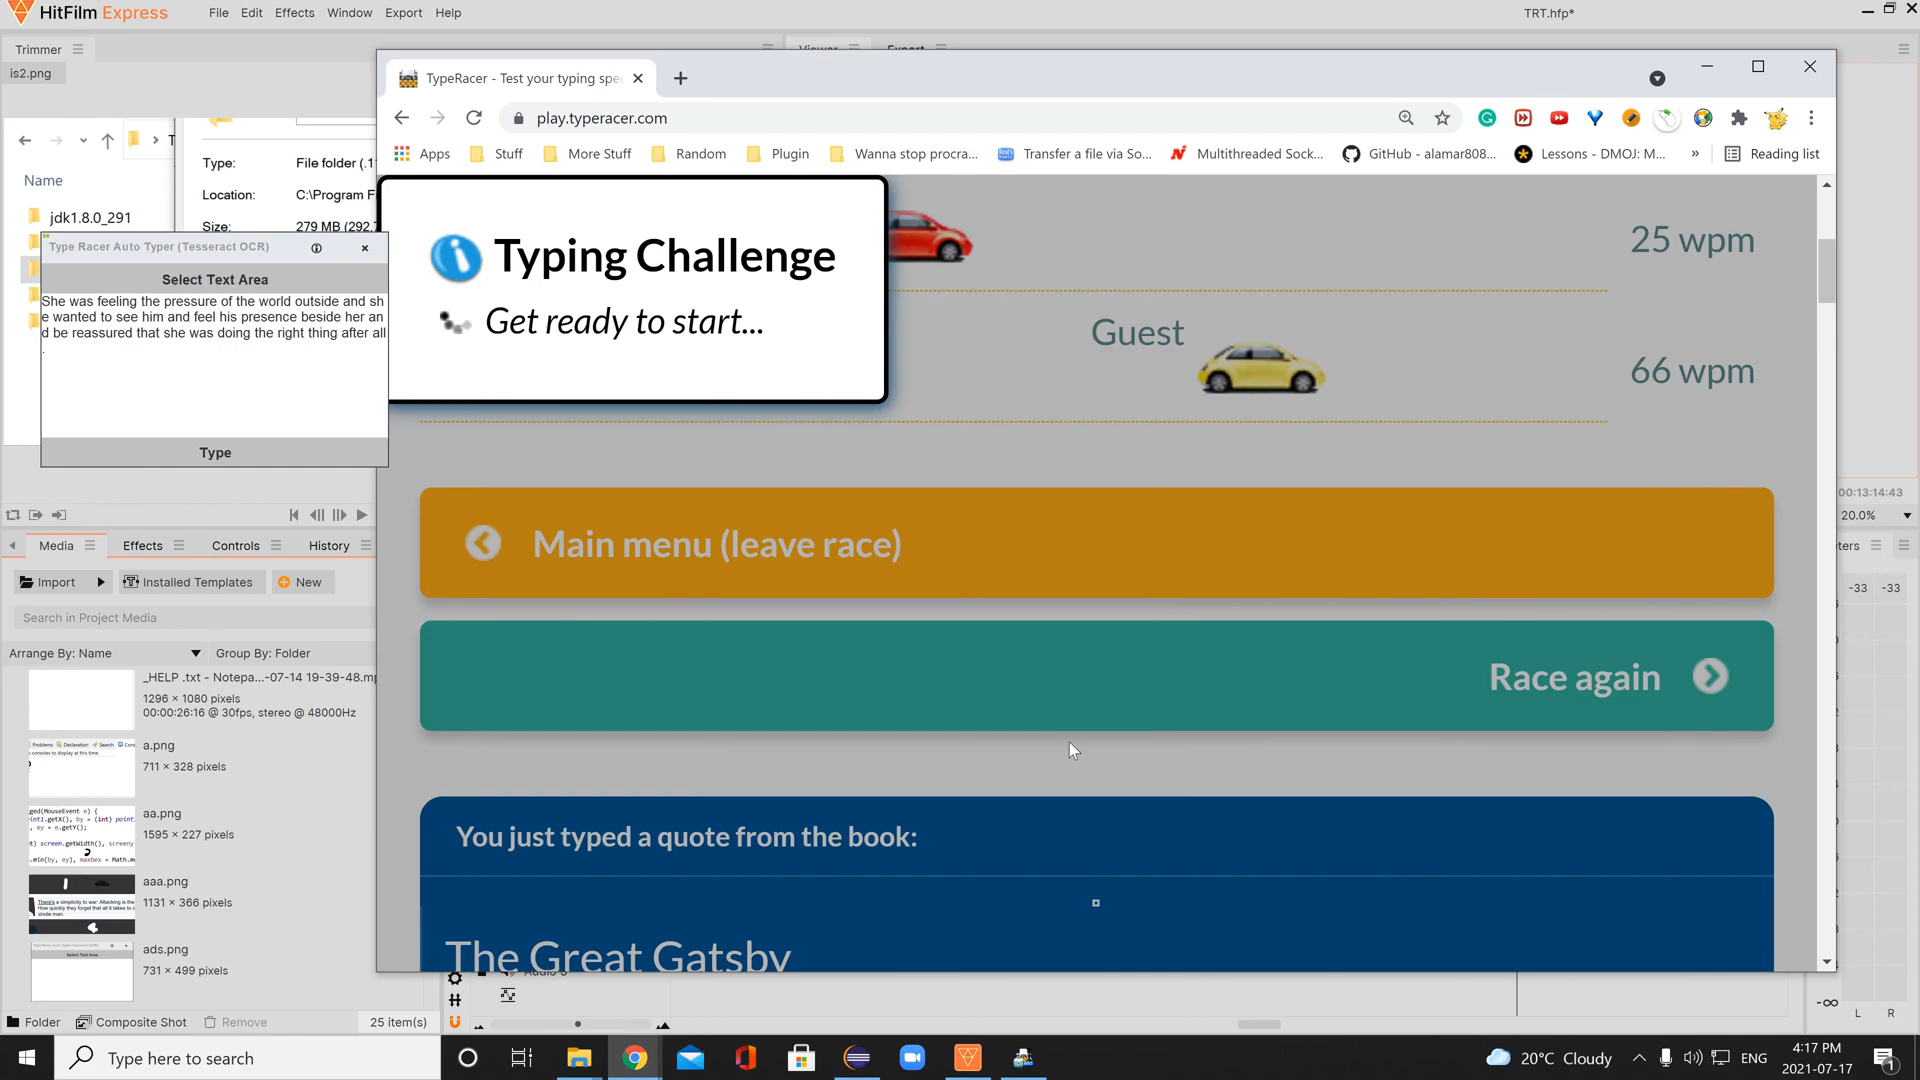 HitFilm Express
File Edit Effects Window Export Help
TRT.hfp*
Trimmer
Viewer Export
is2.png
TypeRacer - Test your typing spe
play.typeracer.com
Apps Stuff More Stuff Random Plugin Wanna stop procra... Transfer a file via So... Multithreaded Sock... GitHub - alamar808... Lessons - DMOJ: M... » Reading list
Name
jdk1.8.0_291
Type: File folder (.1
Location: C:\Program F
Size: 279 MB (292,7
Type Racer Auto Typer (Tesseract OCR)
Select Text Area
She was feeling the pressure of the world outside and sh
e wanted to see him and feel his presence beside her an
d be reassured that she was doing the right thing after all
.
Type
Typing Challenge
Get ready to start...
25 wpm
Guest
66 wpm
Main menu (leave race)
Race again
You just typed a quote from the book:
The Great Gatsby
00:13:14:43
20.0%
Media Effects Controls History
eters
Import Installed Templates New
-33 -33
Search in Project Media
Arrange By: Name Group By: Folder
_HELP .txt - Notepa...-07-14 19-39-48.mp
1296 × 1080 pixels
00:00:26:16 @ 30fps, stereo @ 48000Hz
a.png
711 × 328 pixels
aa.png
1595 × 227 pixels
aaa.png
1131 × 366 pixels
ads.png
731 × 499 pixels
Folder Composite Shot Remove 25 item(s)
-∞
L R
Type here to search
20°C Cloudy
ENG
4:17 PM
2021-07-17
1